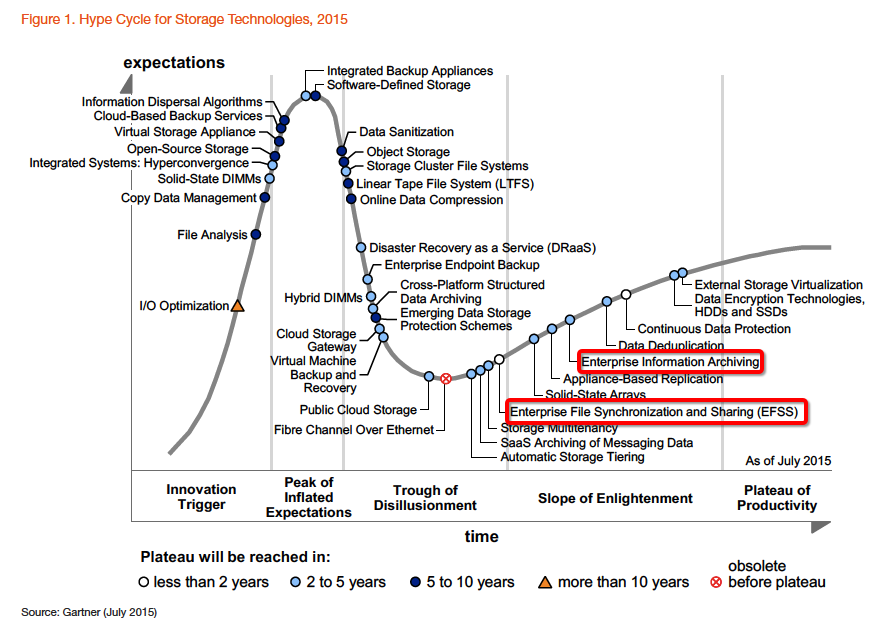 FIgure 1. Hype Cycle for Storage Technologies, 2015
expectations
Integrated Backup Appliances
Software-Defined Storage
Information Dispersal Algorithms
Cloud-Based Backup Services
Virtual Storage Appliance
Open-Source Storage
Integrated Systems: Hyperconvergence
Solid-State DIMMs
Copy Data Management
File Analysis
I/O Optimization
Data Sanitization
Object Storage
Storage Cluster File Systems
Linear Tape File System (LTFS)
Online Data Compression
Disaster Recovery as a Service (DRaaS)
Enterprise Endpoint Backup
Hybrid DIMMs
Cross-Platform Structured
Data Archiving
Emerging Data Storage
Protection Schemes
Cloud Storage
Gateway
Virtual Machine
Backup and
Recovery
Public Cloud Storage
Fibre Channel Over Ethernet
External Storage Virtualization
Data Encryption Technologies,
HDDs and SSDs
Continuous Data Protection
Data Deduplication
Enterprise Information Archiving
Appliance-Based Replication
Solid-State Arrays
Enterprise File Synchronization and Sharing (EFSS)
Storage Multitenancy
SaaS Archiving of Messaging Data
Automatic Storage Tiering
As of July 2015
Innovation
Trigger
Peak of
Inflated
Expectations
Trough of
Disillusionment
Slope of Enlightenment
Plateau of
Productivity
time
Plateau will be reached in:
less than 2 years
2 to 5 years
5 to 10 years
more than 10 years
obsolete
before plateau
Source: Gartner (July 2015)